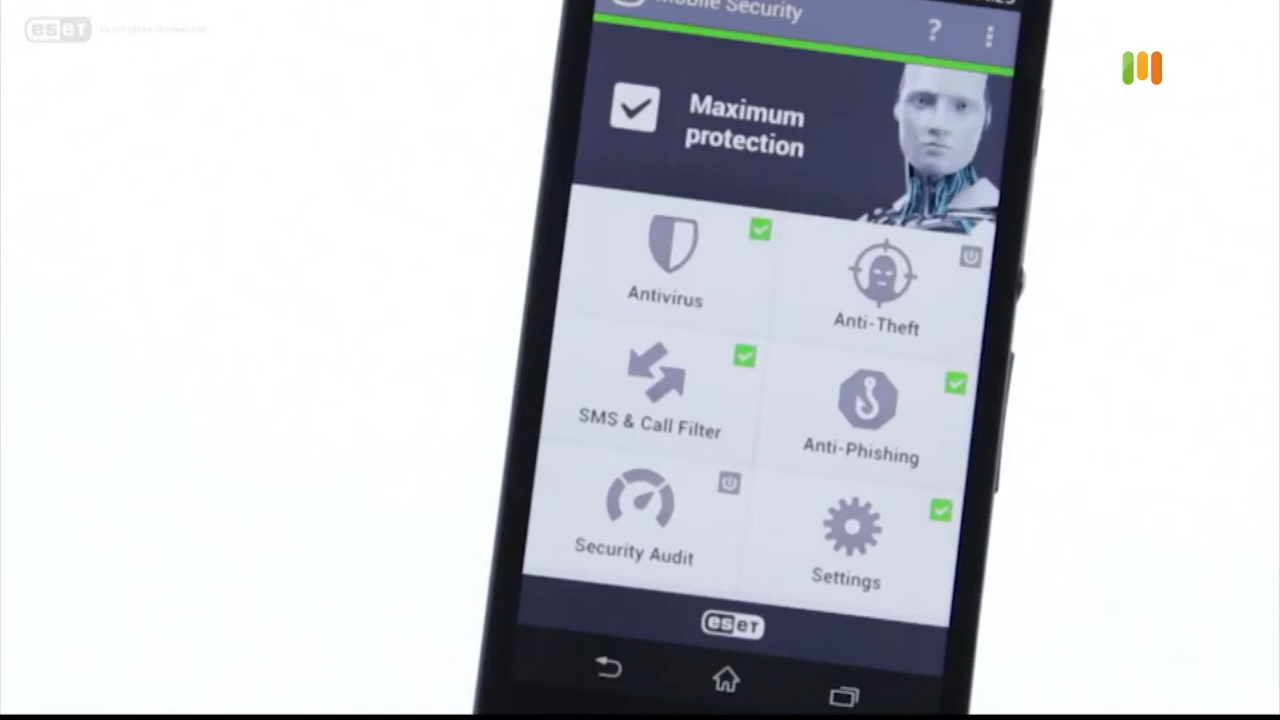 eseT
Mobile Security
?
Maximum
protection
Antivirus
Anti-Theft
SMS & Call Filter
Anti-Phishing
Security Audit
Settings
eseT